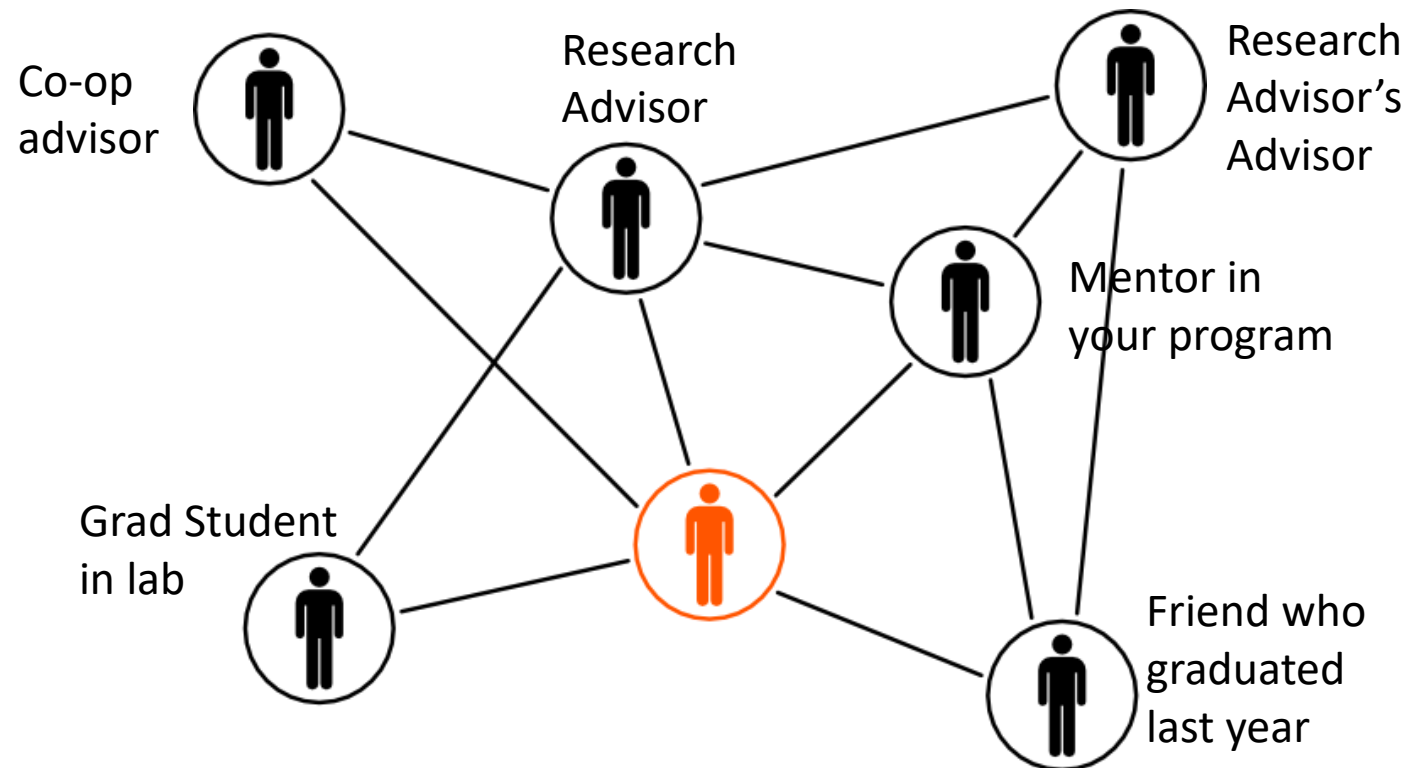 Co-op
advisor
Research
Advisor
Research
Advisor’s
Advisor
Mentor in
your program
Grad Student
in lab
Friend who
graduated
last year